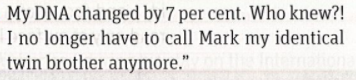 My DNA changed by 7 per cent. Who knew?!
I no longer have to call Mark my identical
twin brother anymore.”